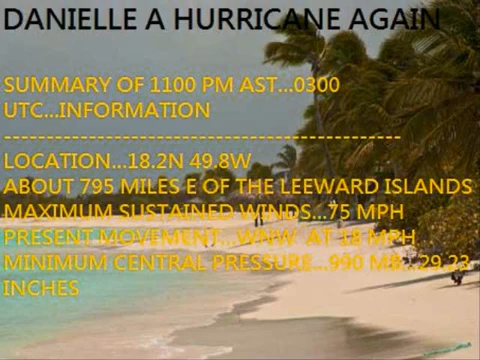 DANIELLE A HURRICANE AGAIN
SUMMARY OF 1100 PM AST...0300
UTC...INFORMATION
----------------------------------------------
LOCATION...18.2N 49.8W
ABOUT 795 MILES E OF THE LEEWARD ISLANDS
MAXIMUM SUSTAINED WINDS...75 MPH
PRESENT MOVEMENT...WNW AT 18 MPH
MINIMUM CENTRAL PRESSURE...990 MB...29.23
INCHES